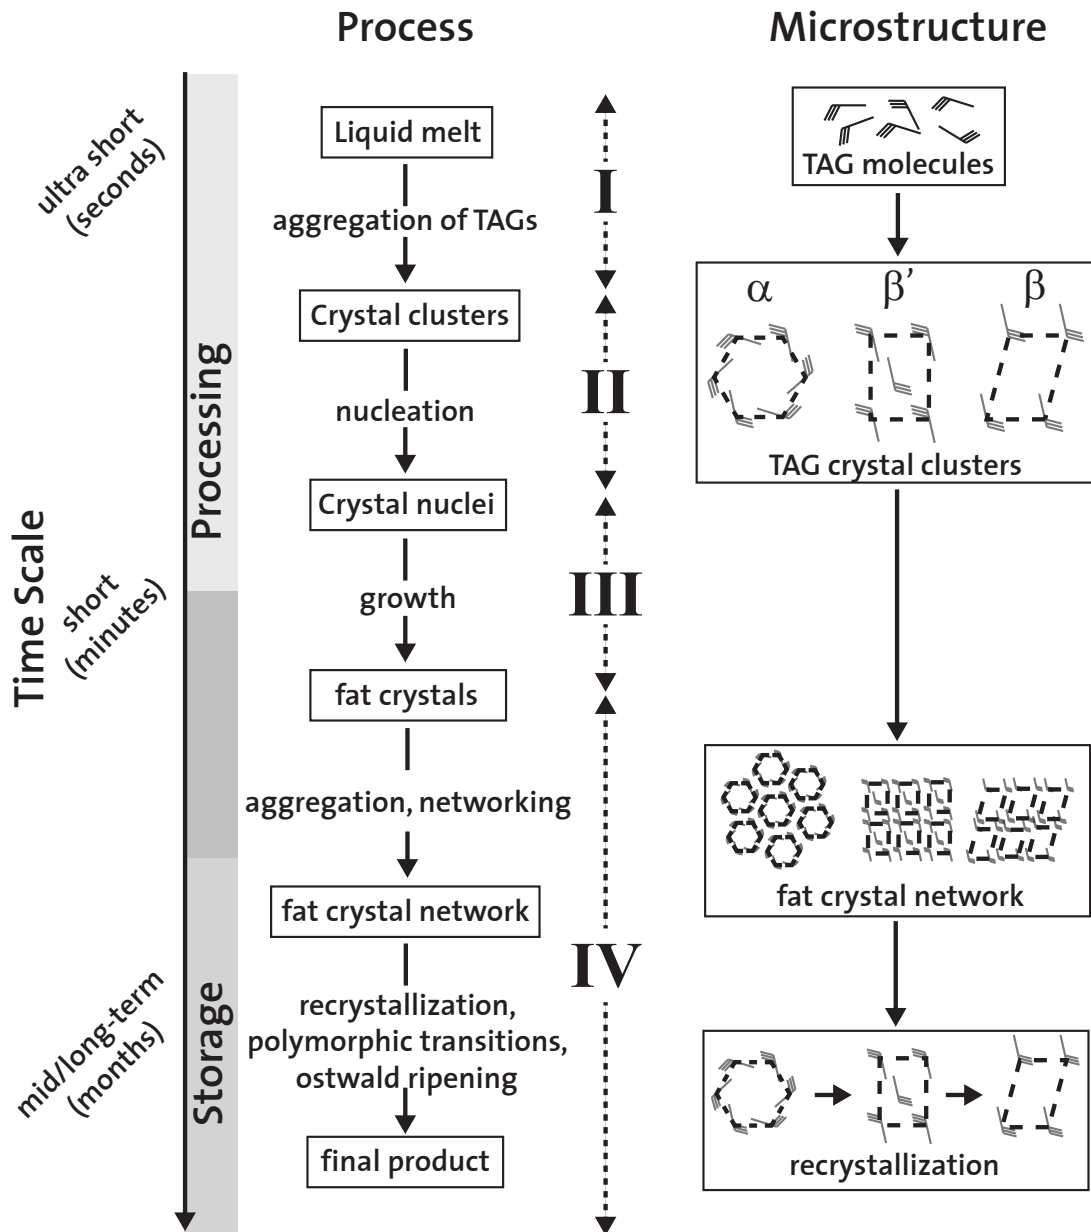 Process
Microstructure
Time Scale
ultra short
(seconds)
short
(minutes)
mid/long-term
(months)
Processing
Storage
Liquid melt
aggregation of TAGs
Crystal clusters
nucleation
Crystal nuclei
growth
fat crystals
aggregation, networking
fat crystal network
recrystallization,
polymorphic transitions,
ostwald ripening
final product
I
II
III
IV
TAG molecules
α β’ β
TAG crystal clusters
fat crystal network
recrystallization